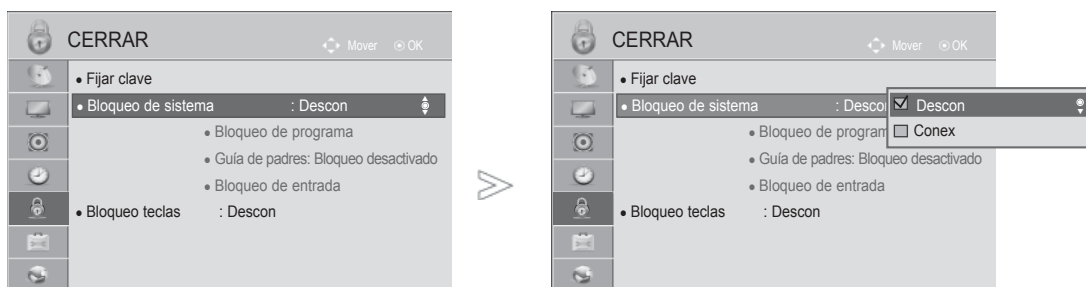 CERRAR Mover OK
• Fijar clave
• Bloqueo de sistema : Descon
• Bloqueo de programa
• Guía de padres: Bloqueo desactivado
• Bloqueo de entrada
• Bloqueo teclas : Descon
CERRAR Mover OK
• Fijar clave
• Bloqueo de sistema : Descon
Descon
Conex
• Bloqueo de program
• Guía de padres: Bloqueo desactivado
• Bloqueo de entrada
• Bloqueo teclas : Descon